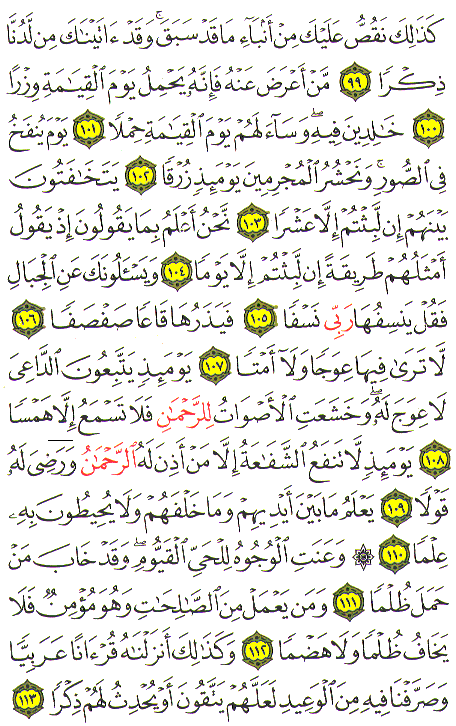 كَذَٰلِكَ نَقُصُّ عَلَيْكَ مِنْ أَنۢبَآءِ مَا قَدْ سَبَقَ ۚ وَقَدْ ءَاتَيْنَٰكَ مِن لَّدُنَّا
ذِكْرًا ٩٩ مَّنْ أَعْرَضَ عَنْهُ فَإِنَّهُۥ يَحْمِلُ يَوْمَ ٱلْقِيَٰمَةِ وِزْرًا
١٠٠ خَٰلِدِينَ فِيهِ ۖ وَسَآءَ لَهُمْ يَوْمَ ٱلْقِيَٰمَةِ حِمْلًا ١٠١ يَوْمَ يُنفَخُ
فِى ٱلصُّورِ ۚ وَنَحْشُرُ ٱلْمُجْرِمِينَ يَوْمَئِذٍ زُرْقًا ١٠٢ يَتَخَٰفَتُونَ
بَيْنَهُمْ إِن لَّبِثْتُمْ إِلَّا عَشْرًا ١٠٣ نَّحْنُ أَعْلَمُ بِمَا يَقُولُونَ إِذْ يَقُولُ
أَمْثَلُهُمْ طَرِيقَةً إِن لَّبِثْتُمْ إِلَّا يَوْمًا ١٠٤ وَيَسْـَٔلُونَكَ عَنِ ٱلْجِبَالِ
فَقُلْ يَنسِفُهَا رَبِّى نَسْفًا ١٠٥ فَيَذَرُهَا قَاعًا صَفْصَفًا ١٠٦
لَّا تَرَىٰ فِيهَا عِوَجًا وَلَآ أَمْتًا ١٠٧ يَوْمَئِذٍ يَتَّبِعُونَ ٱلدَّاعِىَ
لَا عِوَجَ لَهُۥ ۖ وَخَشَعَتِ ٱلْأَصْوَاتُ لِلرَّحْمَٰنِ فَلَا تَسْمَعُ إِلَّا هَمْسًا
١٠٨ يَوْمَئِذٍ لَّا تَنفَعُ ٱلشَّفَٰعَةُ إِلَّا مَنْ أَذِنَ لَهُ ٱلرَّحْمَٰنُ وَرَضِىَ لَهُۥ
قَوْلًا ١٠٩ يَعْلَمُ مَا بَيْنَ أَيْدِيهِمْ وَمَا خَلْفَهُمْ وَلَا يُحِيطُونَ بِهِۦ
عِلْمًا ١١٠ ۞ وَعَنَتِ ٱلْوُجُوهُ لِلْحَىِّ ٱلْقَيُّومِ ۖ وَقَدْ خَابَ مَنْ
حَمَلَ ظُلْمًا ١١١ وَمَن يَعْمَلْ مِنَ ٱلصَّٰلِحَٰتِ وَهُوَ مُؤْمِنٌ فَلَا
يَخَافُ ظُلْمًا وَلَا هَضْمًا ١١٢ وَكَذَٰلِكَ أَنزَلْنَٰهُ قُرْءَانًا عَرَبِيًّا
وَصَرَّفْنَا فِيهِ مِنَ ٱلْوَعِيدِ لَعَلَّهُمْ يَتَّقُونَ أَوْ يُحْدِثُ لَهُمْ ذِكْرًا ١١٣